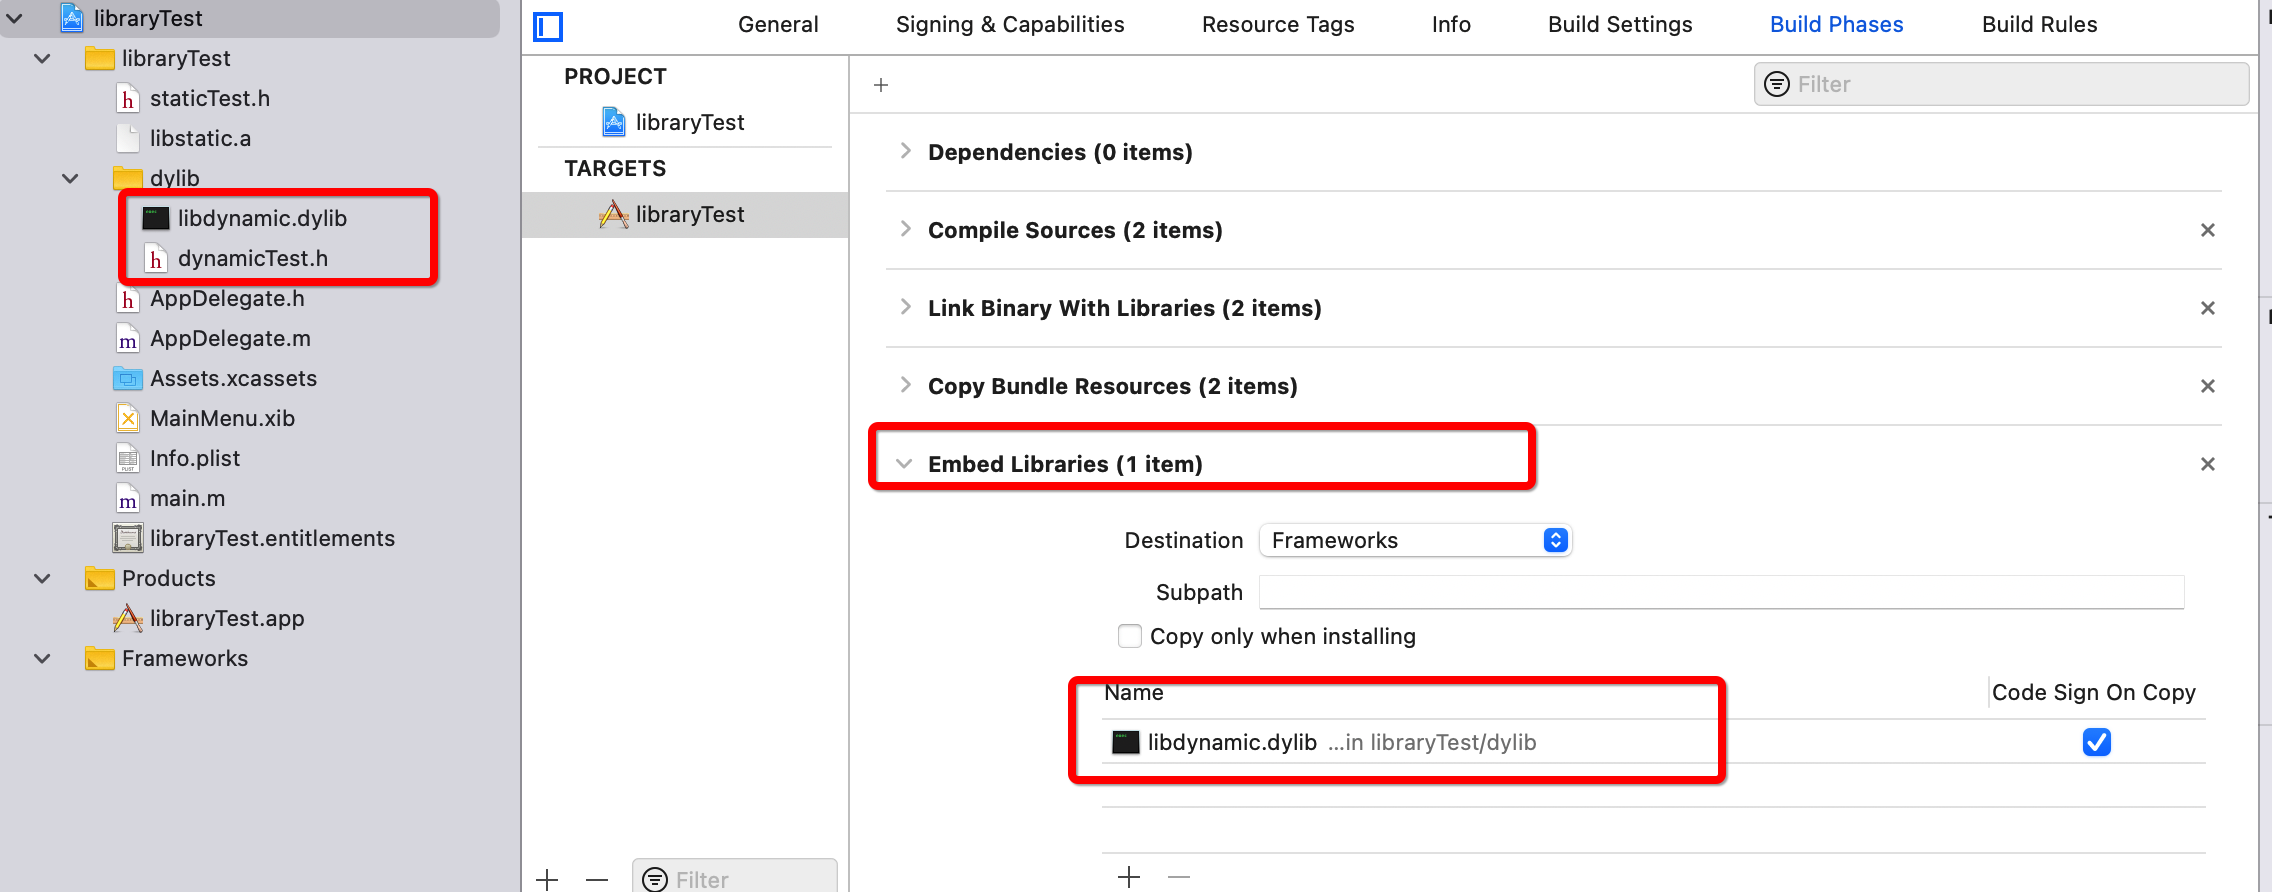 libraryTest
libraryTest
staticTest.h
libstatic.a
dylib
libdynamic.dylib
dynamicTest.h
AppDelegate.h
AppDelegate.m
Assets.xcassets
MainMenu.xib
Info.plist
main.m
libraryTest.entitlements
Products
libraryTest.app
Frameworks
General
Signing & Capabilities
Resource Tags
Info
Build Settings
Build Phases
Build Rules
PROJECT
libraryTest
TARGETS
libraryTest
Filter
Filter
Dependencies (0 items)
Compile Sources (2 items)
Link Binary With Libraries (2 items)
Copy Bundle Resources (2 items)
Embed Libraries (1 item)
Destination
Frameworks
Subpath
Copy only when installing
Name
Code Sign On Copy
libdynamic.dylib ...in libraryTest/dylib